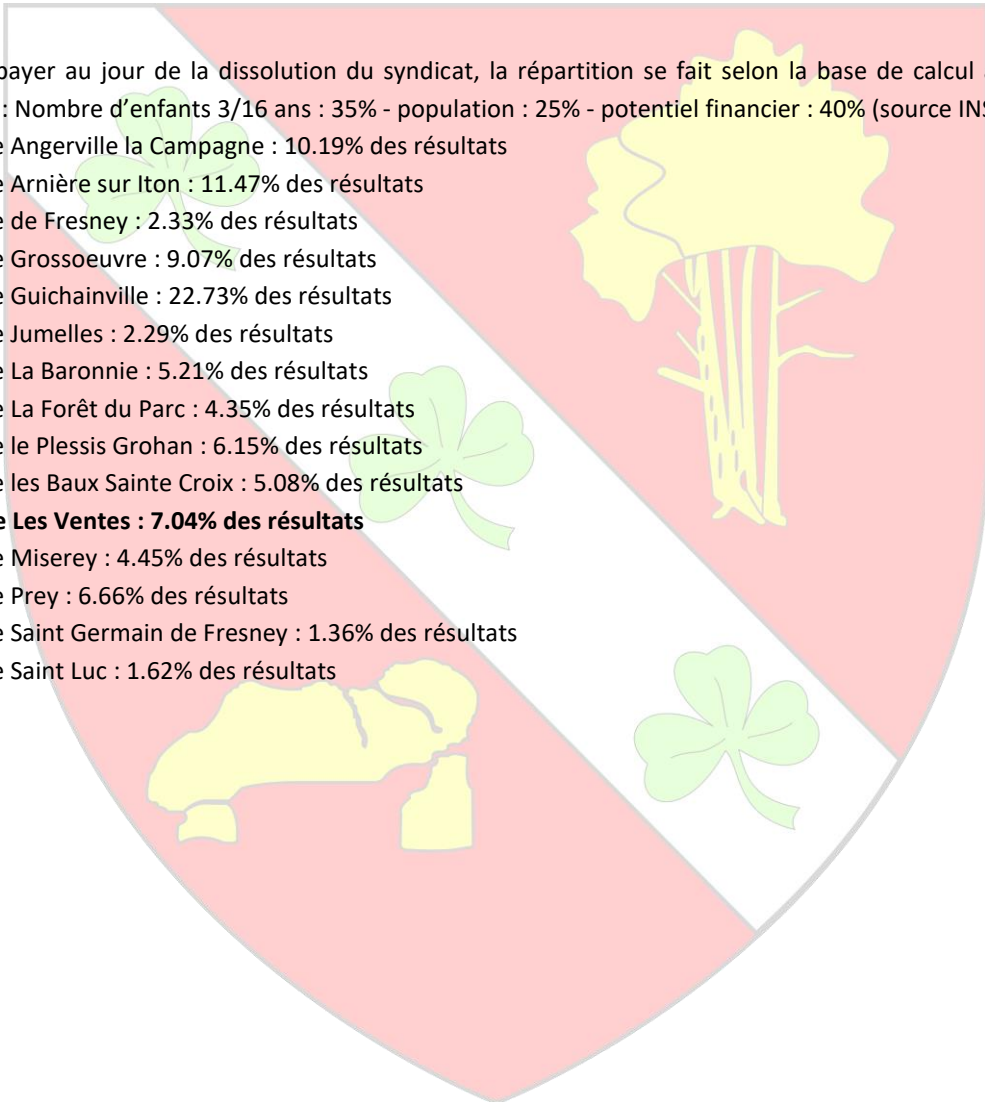 payer au jour de la dissolution du syndicat, la répartition se fait selon la base de calcul
: Nombre d'enfants 3/16 ans : 35% - population : 25% - potentiel financier : 40% (source
e Angerville la Campagne : 10.19% des résultats
e Arnière sur Iton : 11.47% des résultats
e de Fresney : 2.33% des résultats
e Grossoeuvre : 9.07% des résultats
e Guichainville : 22.73% des résultats
e Jumelles : 2.29% des résultats
e La Baronnie : 5.21% des résultats
e La Forêt du Parc : 4.35% des résultats
e le Plessis Grohan : 6.15% des résultats
e les Baux Sainte Croix : 5.08% des résultats
e Les Ventes : 7.04% des résultats
e Miserey : 4.45% des résultats
e Prey : 6.66% des résultats
e Saint Germain de Fresney : 1.36% des résultats
e Saint Luc : 1.62% des résultats